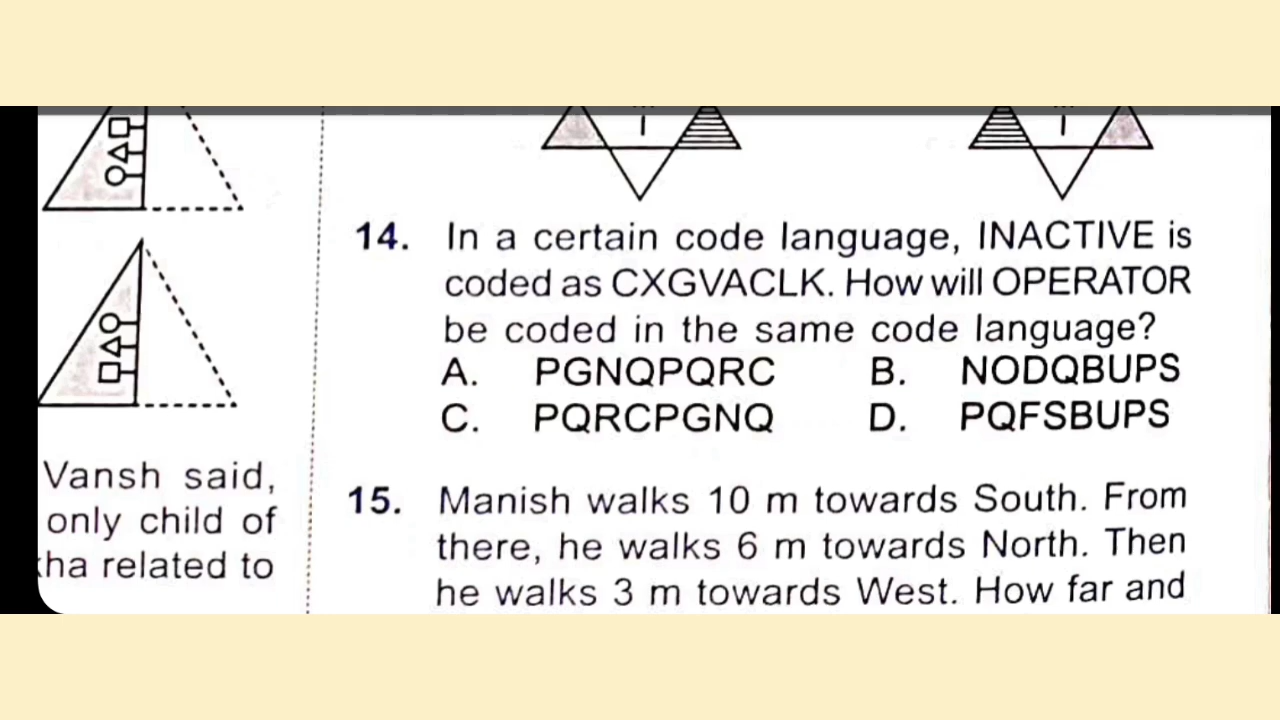 Vansh said,
only child of
related to
14. In a certain code language, INACTIVE is
coded as CXGVACLK. How will OPERATOR
be coded in the same code language?
A. PGNQPQRC B. NODQBUPS
C. PQRCPGNQ D. PQFSBUPS
15. Manish walks 10 m towards South. From
there, he walks 6 m towards North. Then
he walks 3 m towards West. How far and